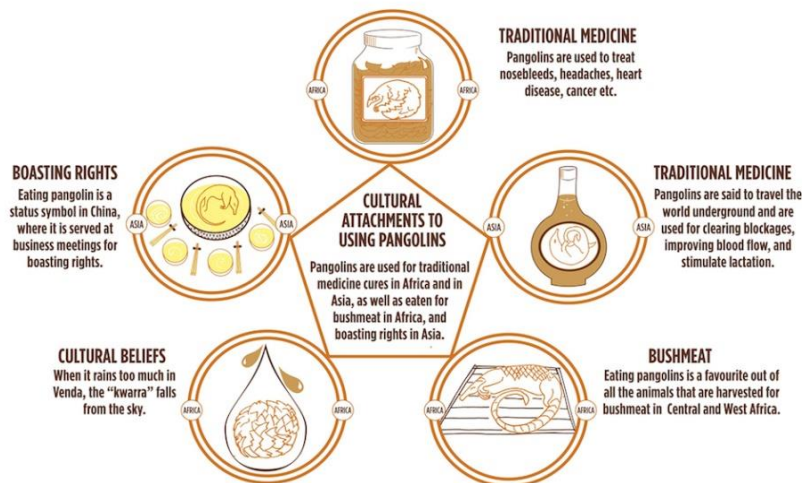 TRADITIONAL MEDICINE
Pangolins are used to treat
nosebleeds, headaches, heart
disease, cancer etc.
AFRICA
AFRICA
BOASTING RIGHTS
Eating pangolin is a
status symbol in China,
where it is served at
business meetings for
boasting rights.
ASIA
ASIA
CULTURAL
ATTACHMENTS TO
USING PANGOLINS
Pangolins are used for traditional
medicine cures in Africa and in
Asia, as well as eaten for
bushmeat in Africa, and
boasting rights in Asia.
ASIA
ASIA
TRADITIONAL MEDICINE
Pangolins are said to travel the
world underground and are
used for clearing blockages,
improving blood flow, and
stimulate lactation.
CULTURAL BELIEFS
When it rains too much in
Venda, the “kwarra” falls
from the sky.
AFRICA
AFRICA
AFRICA
AFRICA
BUSHMEAT
Eating pangolins is a favourite out of
all the animals that are harvested for
bushmeat in Central and West Africa.